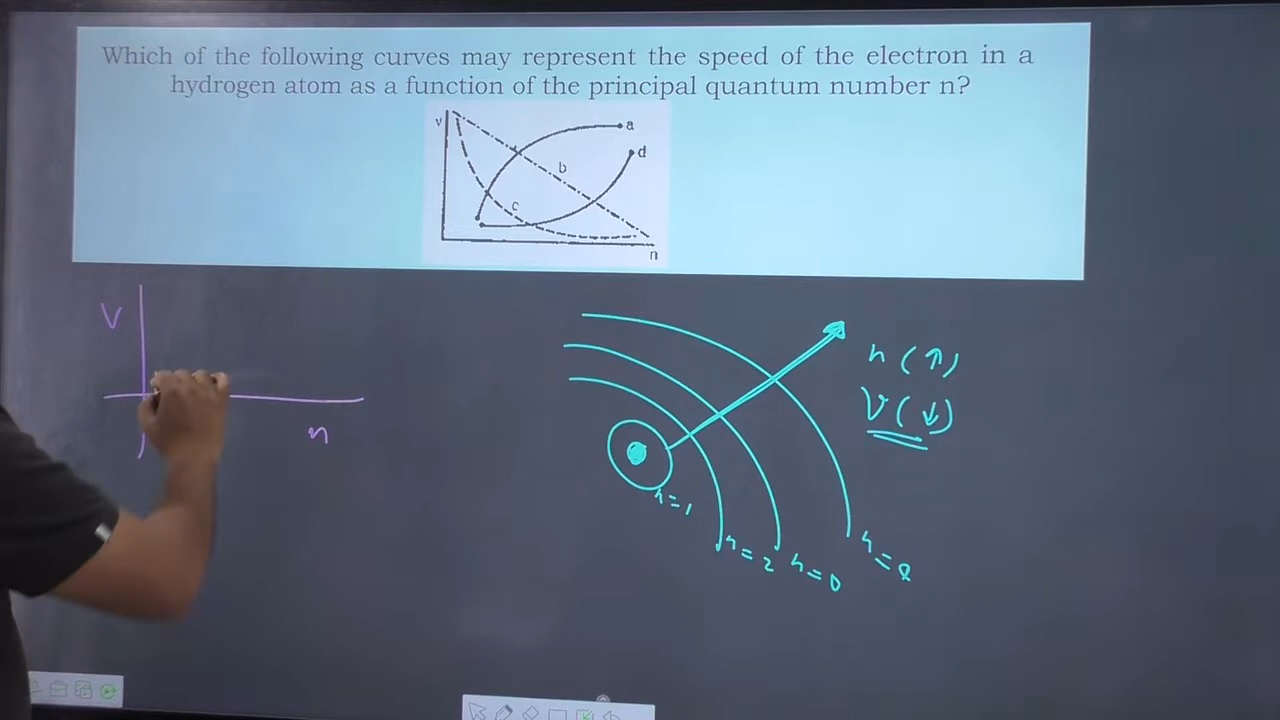 Which of the following curves may represent the speed of the electron in a
hydrogen atom as a function of the principal quantum number n?
v
a
d
b
c
n
V
n
n (↑)
V (↓)
n=1
n=2
n=
n=